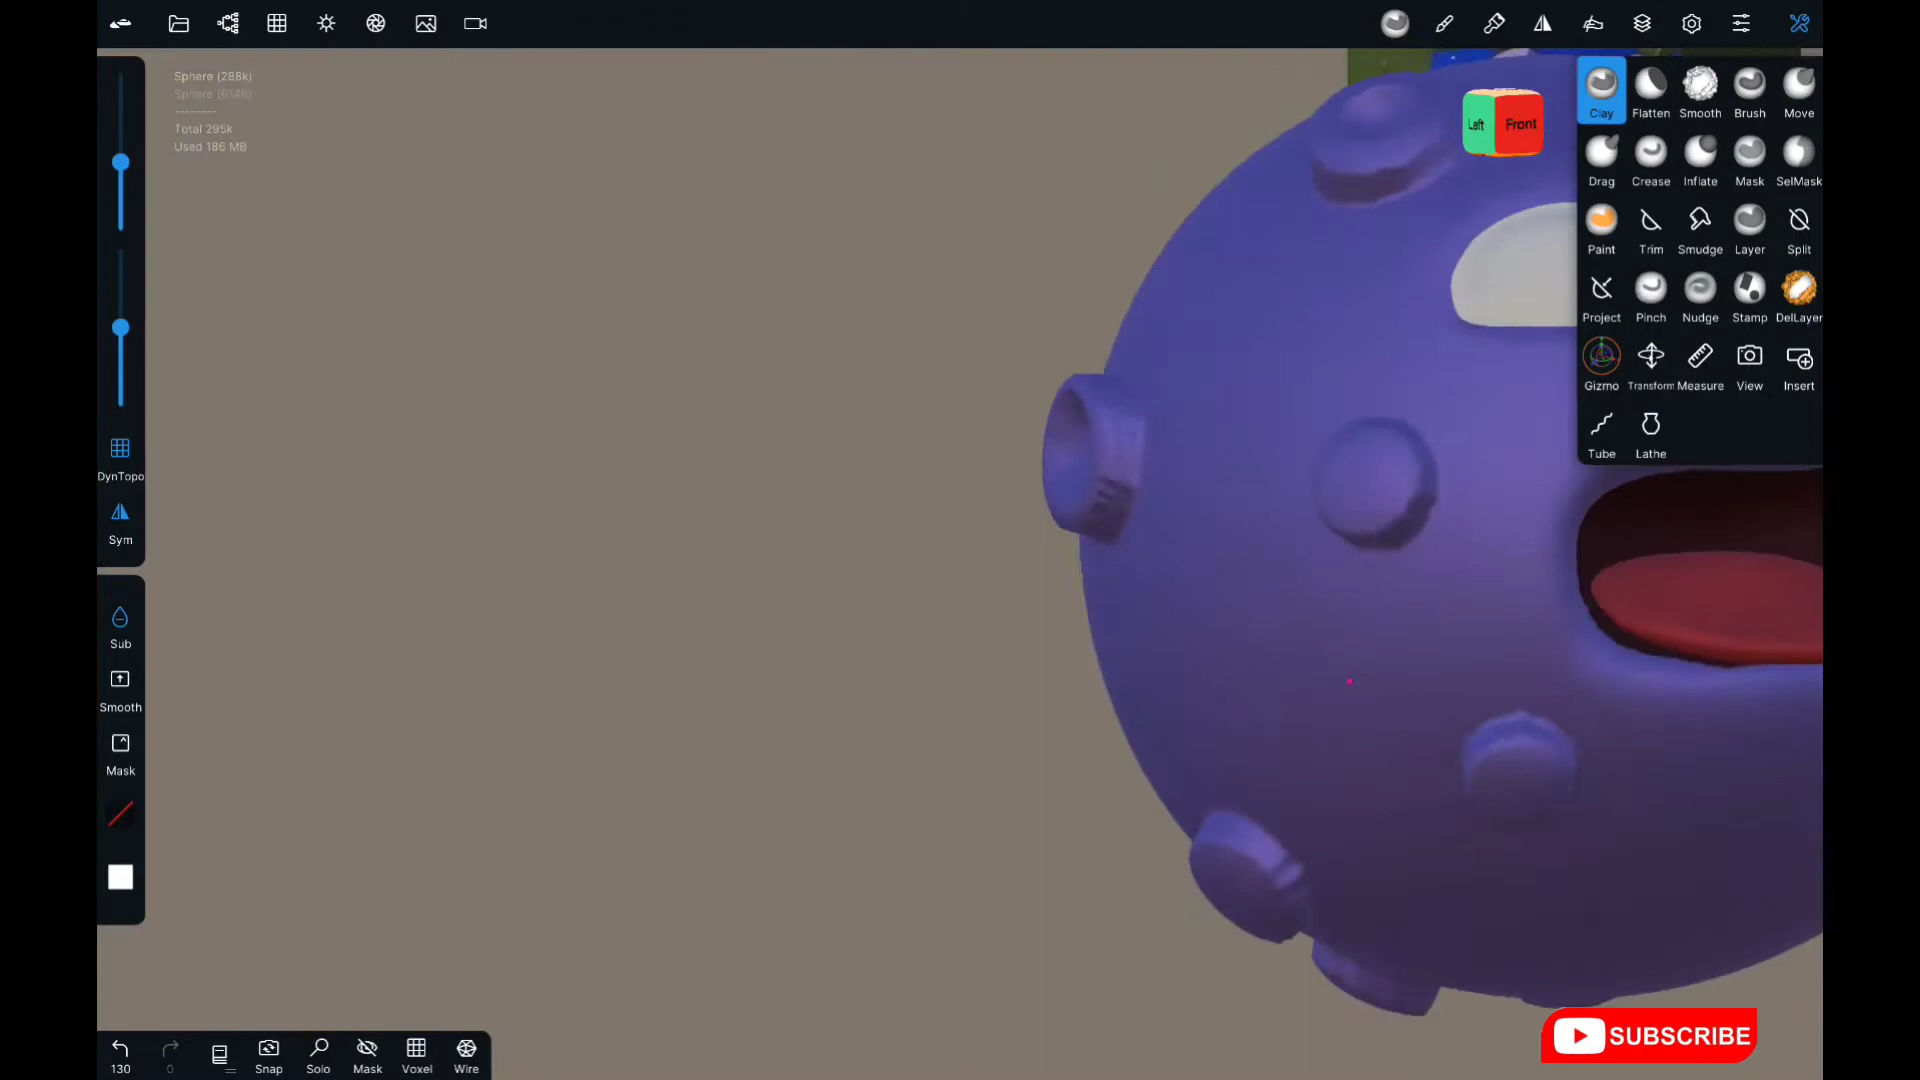 Sphere (288k)
Sphere (6146)
--------
Total 295k
Used 186 MB
Left
Front
Clay Flatten Smooth Brush Move
Drag Crease Inflate Mask SelMask
Paint Trim Smudge Layer Split
Project Pinch Nudge Stamp DelLayer
Gizmo Transform Measure View Insert
Tube Lathe
DynTopo
Sym
Sub
Smooth
Mask
130 0 Snap Solo Mask Voxel Wire
SUBSCRIBE